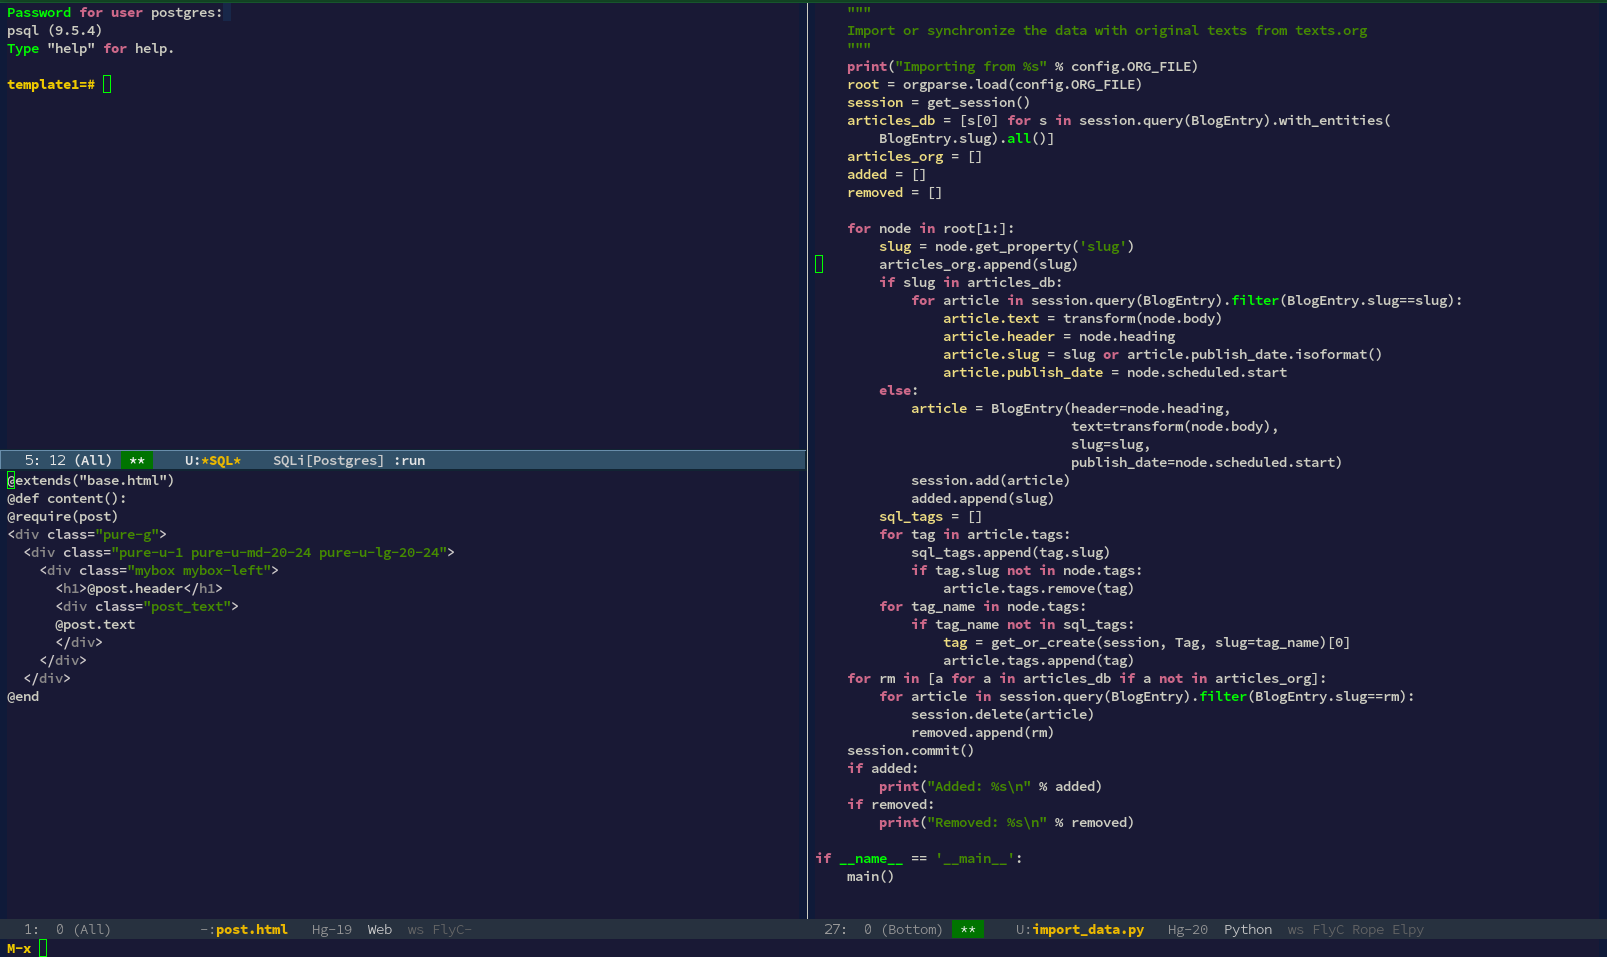 Password for user postgres:
psql (9.5.4)
Type "help" for help.
template1=#
5: 12 (All) ** U:*SQL* SQLi[Postgres] :run
@extends("base.html")
@def content():
@require(post)
<div class="pure-g">
  <div class="pure-u-1 pure-u-md-20-24 pure-u-lg-20-24">
    <div class="mybox mybox-left">
      <h1>@post.header</h1>
      <div class="post_text">
      @post.text
      </div>
    </div>
  </div>
@end
1: 0 (All) -:post.html Hg-19 Web ws FlyC-
    """
    Import or synchronize the data with original texts from texts.org
    """
    print("Importing from %s" % config.ORG_FILE)
    root = orgparse.load(config.ORG_FILE)
    session = get_session()
    articles_db = [s[0] for s in session.query(BlogEntry).with_entities(
        BlogEntry.slug).all()]
    articles_org = []
    added = []
    removed = []
    for node in root[1:]:
        slug = node.get_property('slug')
        articles_org.append(slug)
        if slug in articles_db:
            for article in session.query(BlogEntry).filter(BlogEntry.slug==slug):
                article.text = transform(node.body)
                article.header = node.heading
                article.slug = slug or article.publish_date.isoformat()
                article.publish_date = node.scheduled.start
        else:
            article = BlogEntry(header=node.heading,
                                text=transform(node.body),
                                slug=slug,
                                publish_date=node.scheduled.start)
            session.add(article)
            added.append(slug)
        sql_tags = []
        for tag in article.tags:
            sql_tags.append(tag.slug)
            if tag.slug not in node.tags:
                article.tags.remove(tag)
        for tag_name in node.tags:
            if tag_name not in sql_tags:
                tag = get_or_create(session, Tag, slug=tag_name)[0]
                article.tags.append(tag)
    for rm in [a for a in articles_db if a not in articles_org]:
        for article in session.query(BlogEntry).filter(BlogEntry.slug==rm):
            session.delete(article)
            removed.append(rm)
    session.commit()
    if added:
        print("Added: %s\n" % added)
    if removed:
        print("Removed: %s\n" % removed)
if __name__ == '__main__':
    main()
27: 0 (Bottom) ** U:import_data.py Hg-20 Python ws FlyC Rope Elpy
M-x